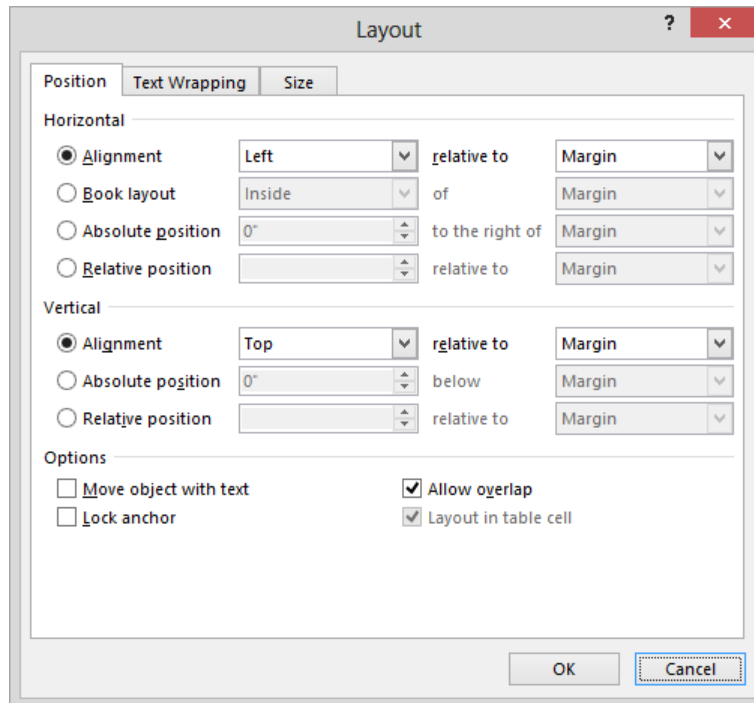 Layout ?
Position Text Wrapping Size
Horizontal
Alignment Left relative to Margin
Book layout Inside of Margin
Absolute position 0" to the right of Margin
Relative position relative to Margin
Vertical
Alignment Top relative to Margin
Absolute position 0" below Margin
Relative position relative to Margin
Options
Move object with text Allow overlap
Lock anchor Layout in table cell
OK Cancel